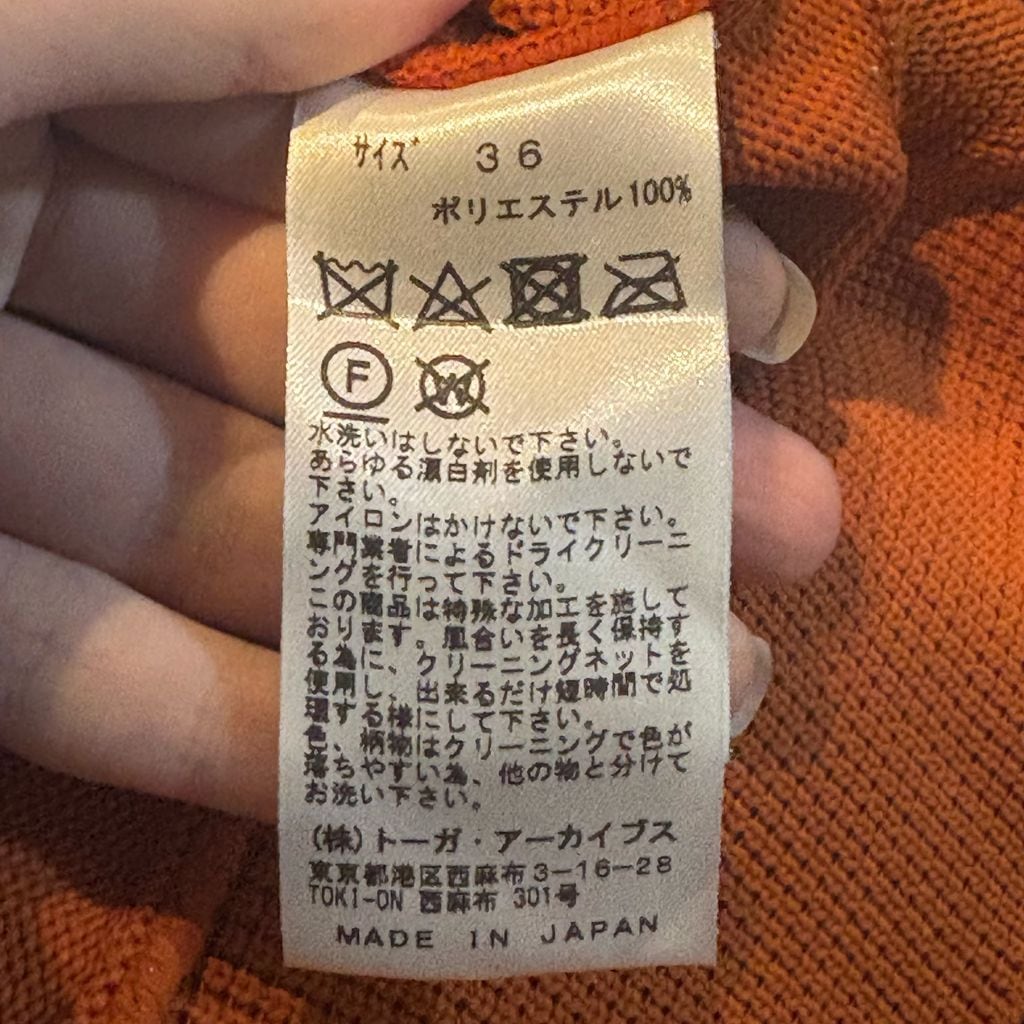 サイズ 36
ポリエステル100%
F
W
水洗いはしないで下さい。
あらゆる漂白剤を使用しないで
下さい。
アイロンはかけないで下さい。
専門業者によるドライクリーニ
ングを行って下さい。
この商品は特殊な加工を施して
おります。風合いを長く保持す
る為に、クリーニングネットを
使用し、出来るだけ短時間で処
理する様にして下さい。
色、柄物はクリーニングで色が
落ちやすい為、他の物と分けて
お洗い下さい。
(株)トーガ・アーカイブス
東京都港区西麻布3-16-28
TOKI-ON 西麻布 301号
MADE IN JAPAN